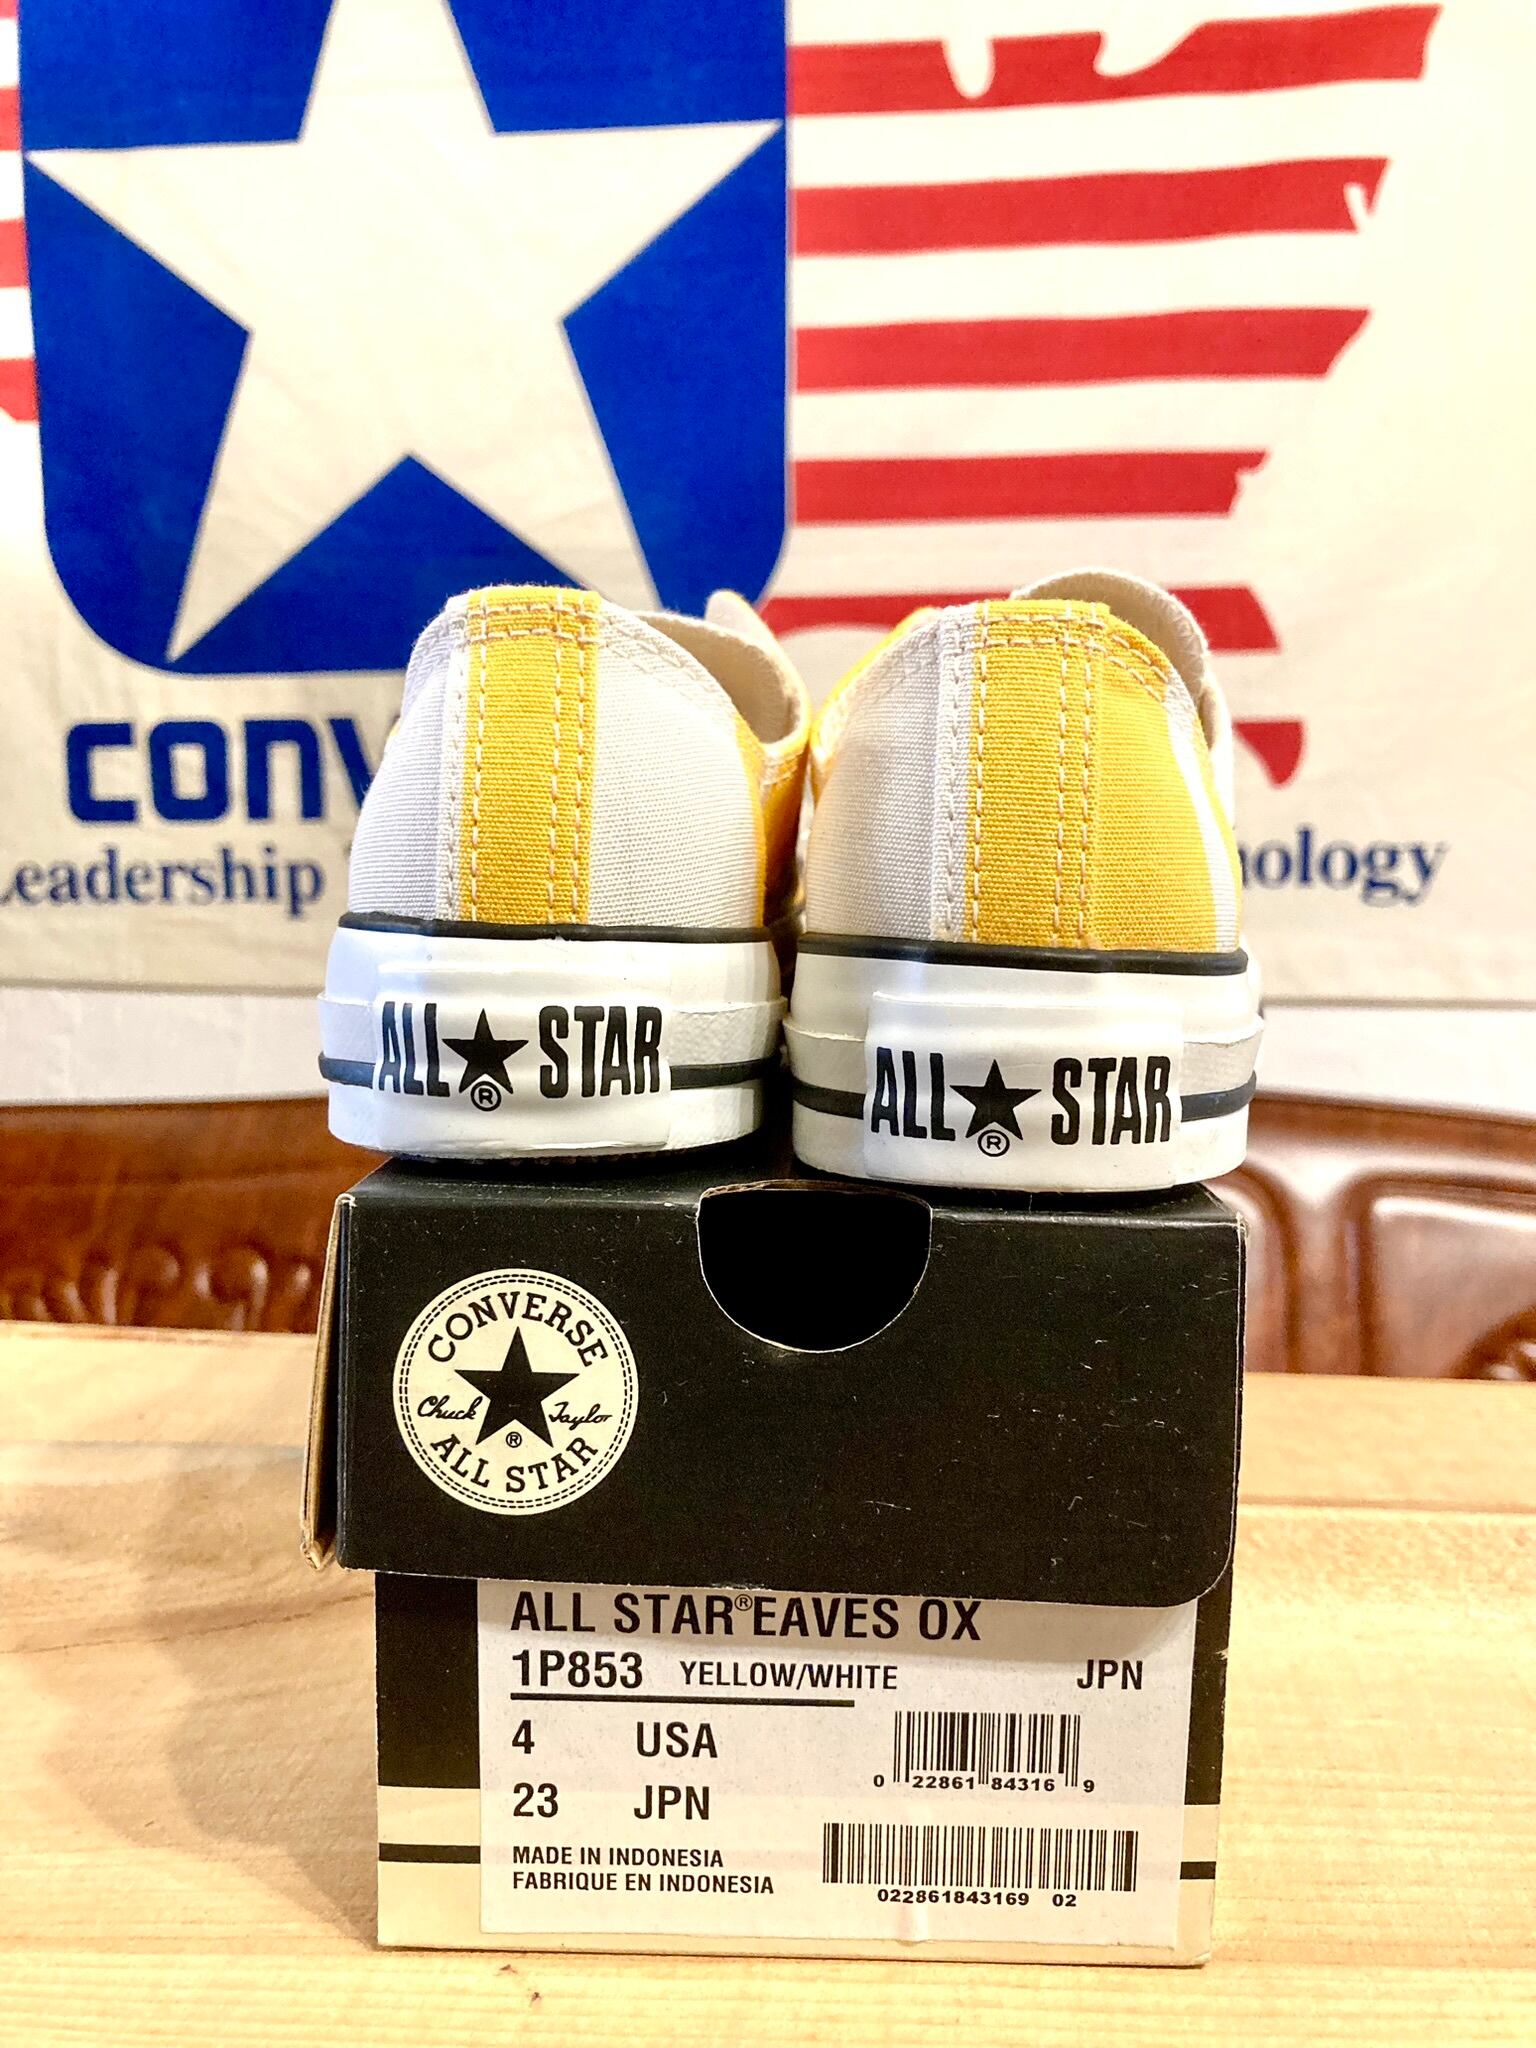 CONV
Leadership
nology
ALL★STAR
®
ALL★STAR
®
CONVERSE
Chuck Taylor
®
ALL STAR
ALL STAR® EAVES OX
1P853 YELLOW/WHITE JPN
4 USA
0 22861 84316 9
23 JPN
MADE IN INDONESIA
FABRIQUE EN INDONESIA
022861843169 02